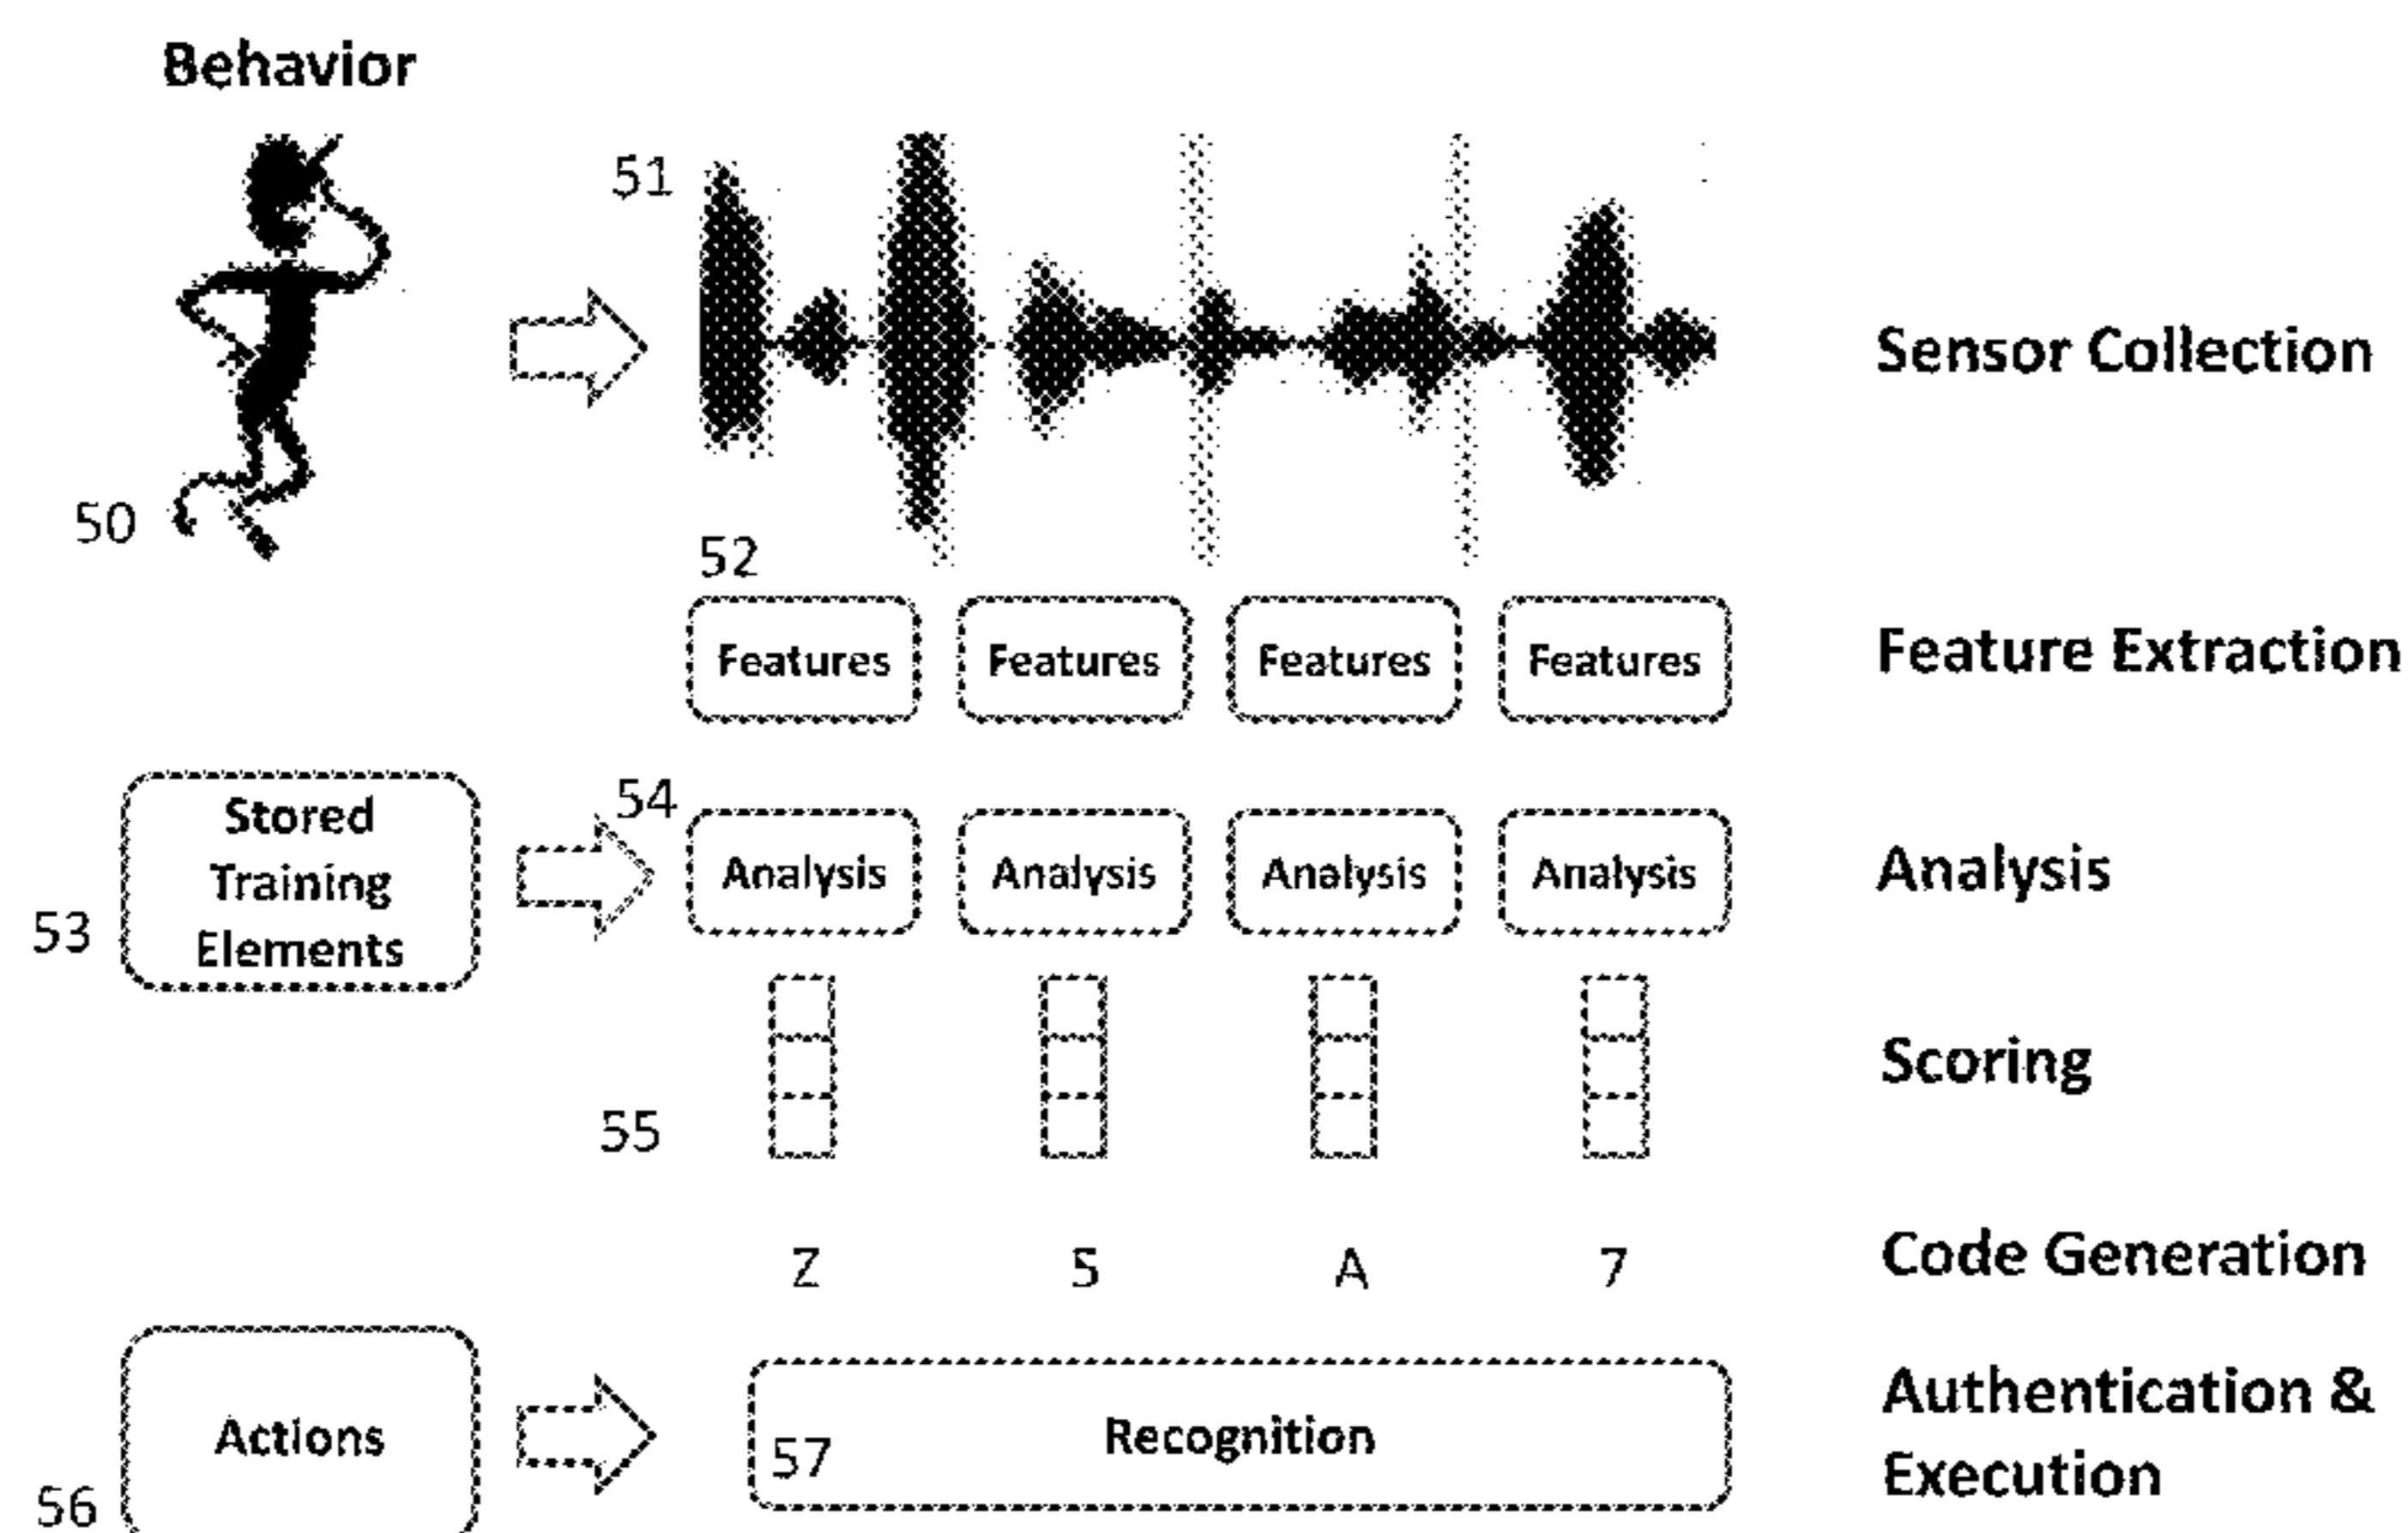 Behavior
51
Sensor Collection
50
52
Features Features Features Features
Feature Extraction
Stored
Training
Elements
53
54
Analysis Analysis Analysis Analysis
Analysis
Scoring
55
Z S A 7
Code Generation
Actions
56
57
Recognition
Authentication &
Execution